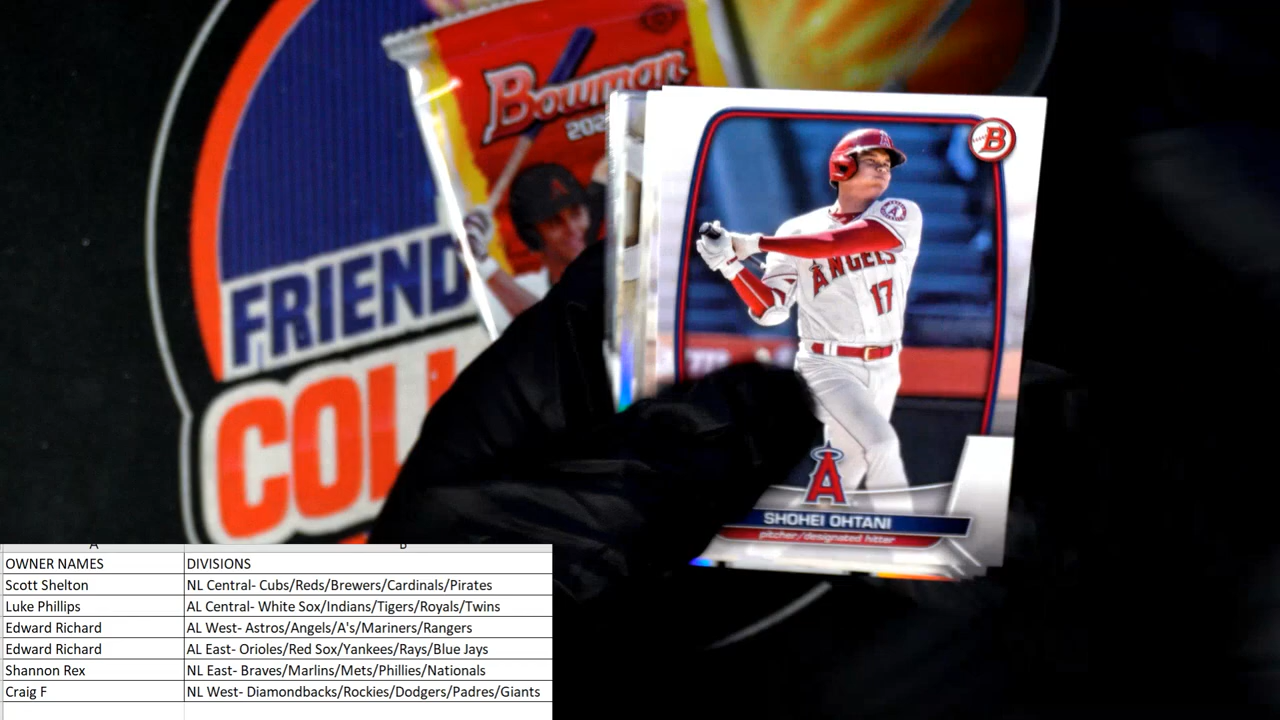 Bowman
FRIEND
COLL
B
ANGELS
17
A
SHOHEI OHTANI
pitcher/designated hitter
A B
OWNER NAMES DIVISIONS
Scott Shelton NL Central- Cubs/Reds/Brewers/Cardinals/Pirates
Luke Phillips AL Central- White Sox/Indians/Tigers/Royals/Twins
Edward Richard AL West- Astros/Angels/A's/Mariners/Rangers
Edward Richard AL East- Orioles/Red Sox/Yankees/Rays/Blue Jays
Shannon Rex NL East- Braves/Marlins/Mets/Phillies/Nationals
Craig F NL West- Diamondbacks/Rockies/Dodgers/Padres/Giants